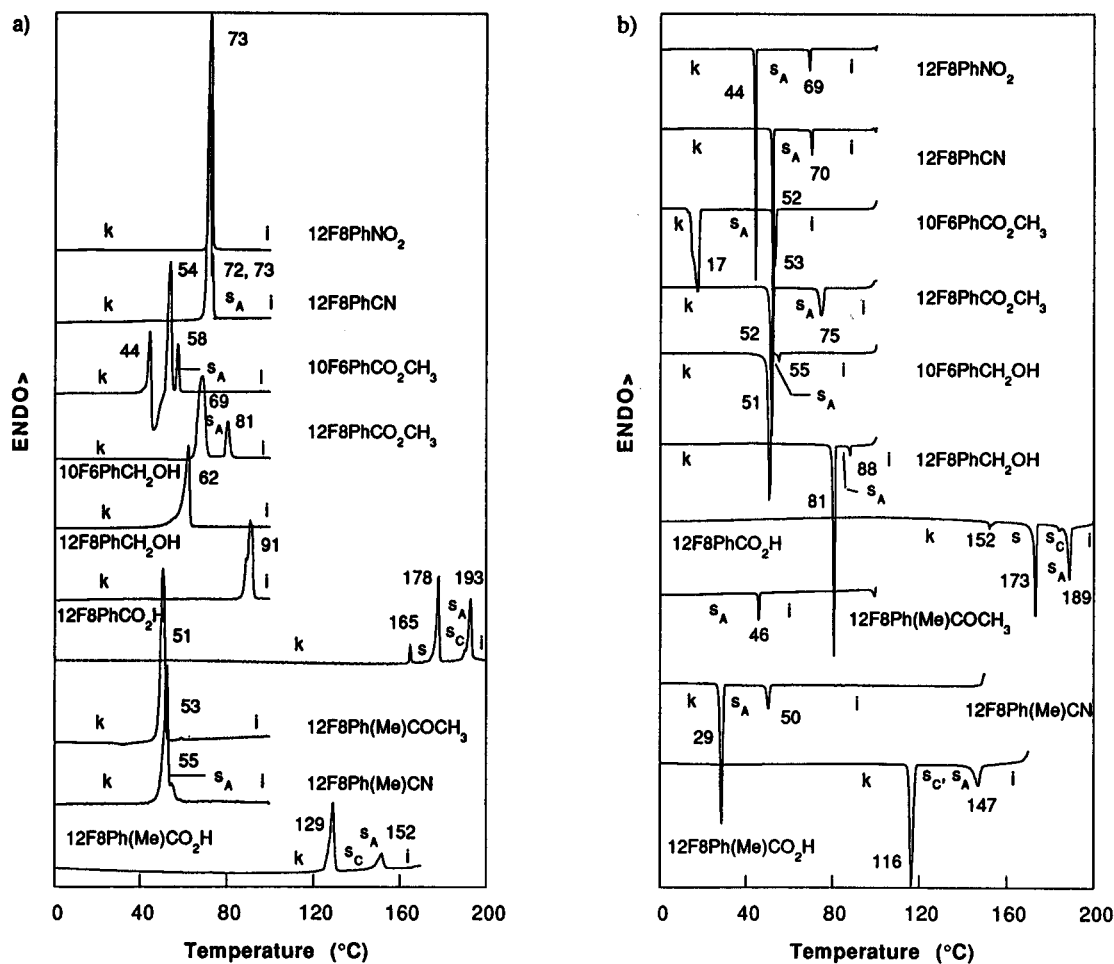 a)
73
k
i
12F8PhNO2
54
72, 73
k
sA
i
12F8PhCN
44
58
k
sA
i
10F6PhCO2CH3
69
sA
81
k
i
12F8PhCO2CH3
10F6PhCH2OH
62
k
i
12F8PhCH2OH
91
k
i
12F8PhCO2H
51
178
193
165
sA
k
s
sC
i
53
k
i
12F8Ph(Me)COCH3
55
k
sA
i
12F8Ph(Me)CN
12F8Ph(Me)CO2H
129
sA
152
k
sC
i
ENDO>
0
40
80
120
160
200
Temperature (°C)
b)
k
sA
i
12F8PhNO2
44
69
k
sA
i
12F8PhCN
70
52
k
sA
i
10F6PhCO2CH3
17
53
k
sA
i
12F8PhCO2CH3
52
75
k
55
i
10F6PhCH2OH
sA
51
k
88
i
12F8PhCH2OH
sA
81
12F8PhCO2H
k
152
s
sC
i
sA
173
189
sA
i
12F8Ph(Me)COCH3
46
k
sA
i
12F8Ph(Me)CN
50
29
k
sC, sA
i
147
12F8Ph(Me)CO2H
116
ENDO>
0
40
80
120
160
200
Temperature (°C)